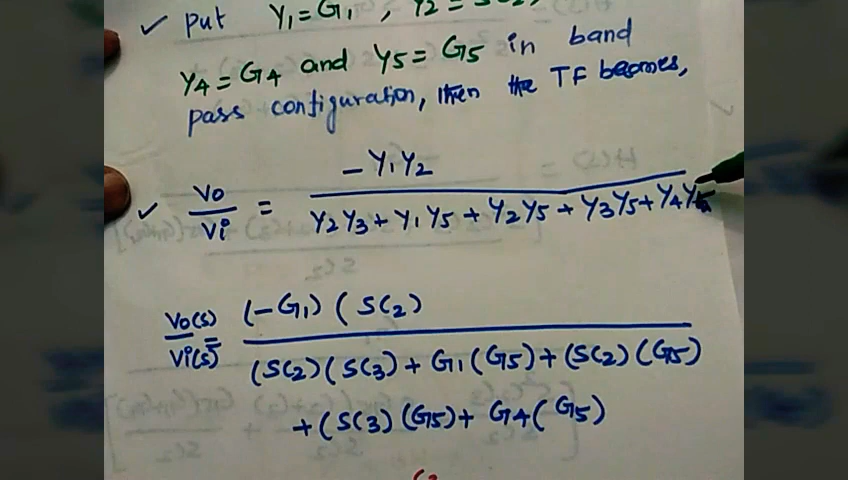 ✓ Put Y1 = G1, Y2 = SC2,
Y4 = G4 and Y5 = G5 in band
pass configuration, then the TF becomes,
✓ Vo/Vi = -Y1Y2 / Y2Y3 + Y1Y5 + Y2Y5 + Y3Y5 + Y4Y5
Vo(s)/Vi(s) = (-G1) (SC2) / (SC2) (SC3) + G1 (G5) + (SC2) (G5)
+ (SC3) (G5) + G4 (G5)